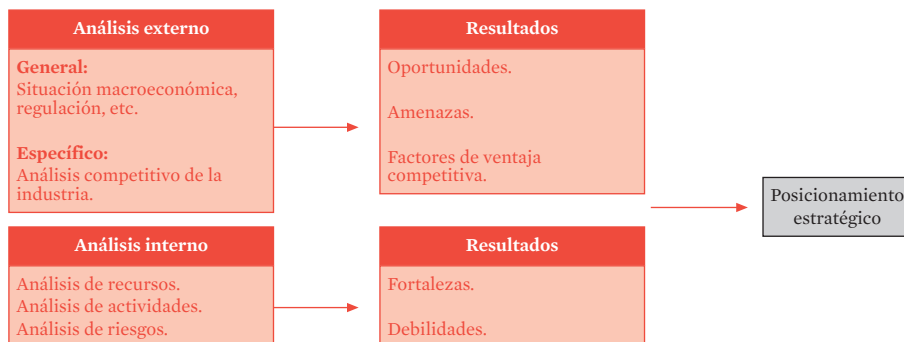 Análisis externo
General:
Situación macroeconómica,
regulación, etc.
Específico:
Análisis competitivo de la
industria.
Resultados
Oportunidades.
Amenazas.
Factores de ventaja
competitiva.
Análisis interno
Análisis de recursos.
Análisis de actividades.
Análisis de riesgos.
Resultados
Fortalezas.
Debilidades.
Posicionamiento
estratégico